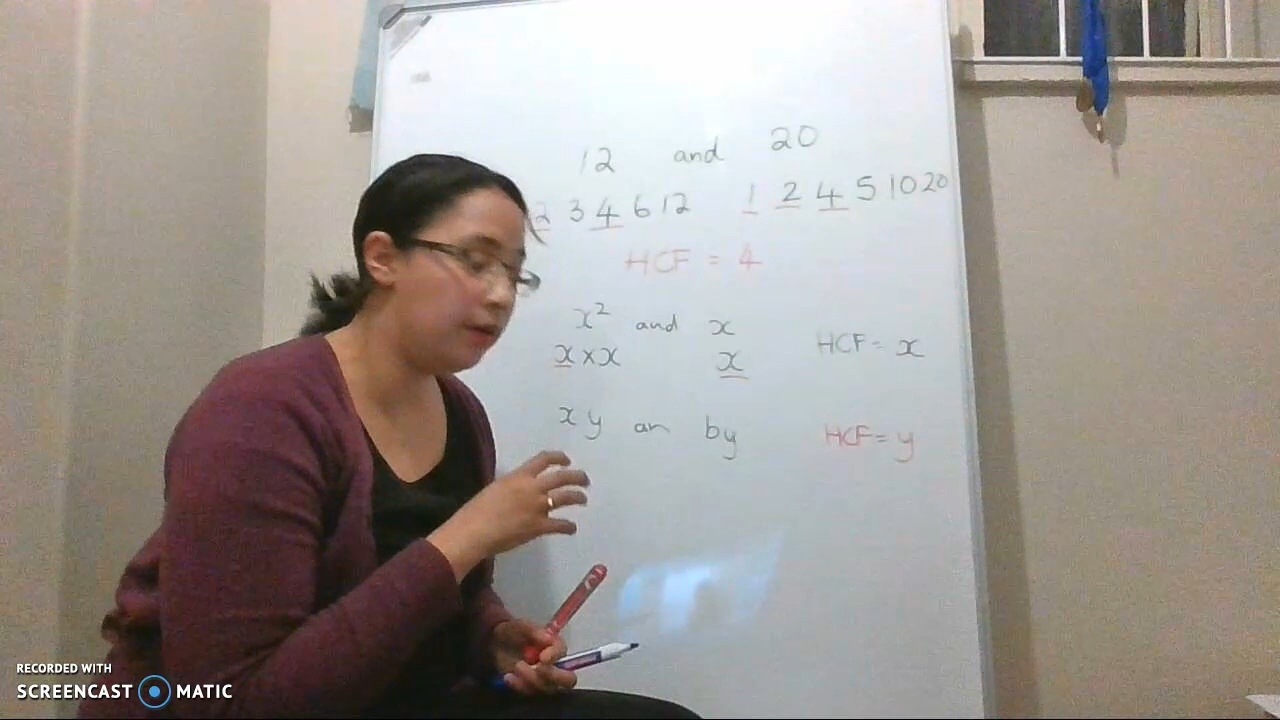 12 and 20
2 3 4 6 12 1 2 4 5 10 20
HCF = 4
x² and x
x × x x HCF = x
xy an by HCF = y
RECORDED WITH
SCREENCAST MATIC